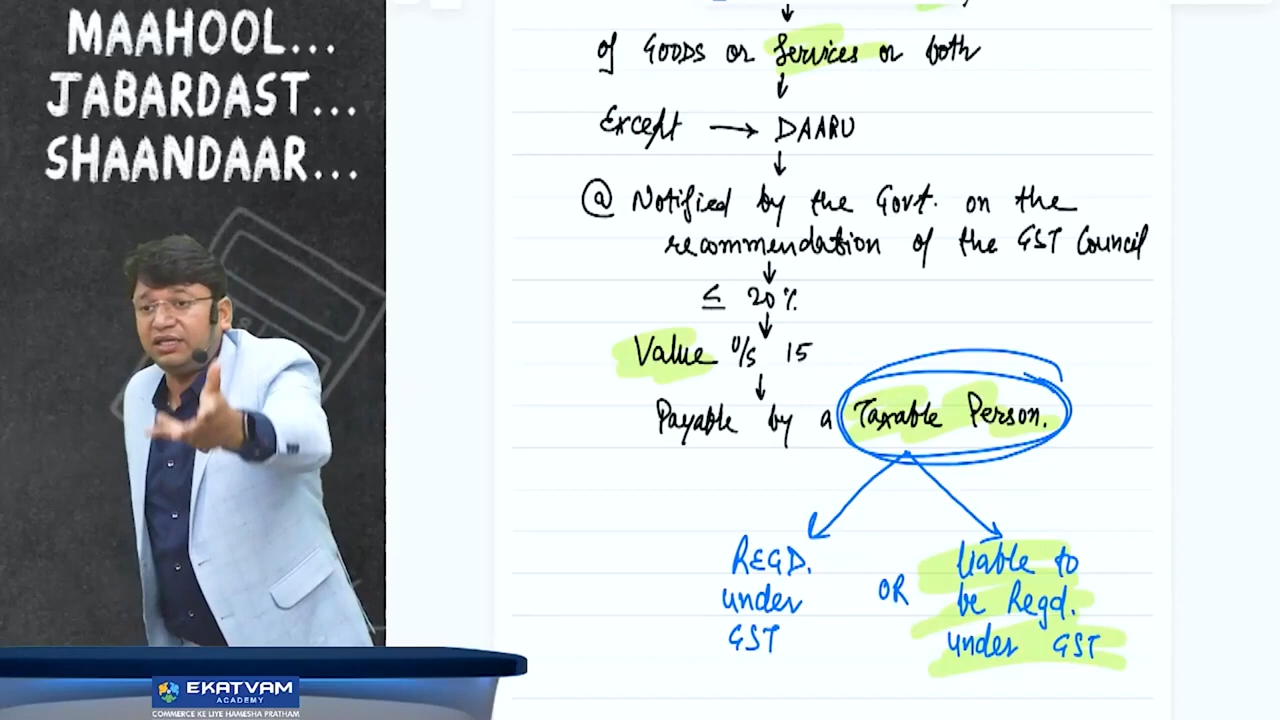 MAAHOOL...
JABARDAST...
SHAANDAAR...
of GOODS or Services or both
Except → DAARU
@ Notified by the Govt. on the
recommendation of the GST Council
≤ 20%
Value u/s 15
Payable by a Taxable Person.
REGD.
under
GST
OR
liable to
be Regd.
under GST
EKATVAM
ACADEMY
COMMERCE KE LIYE HAMESHA PRATHAM